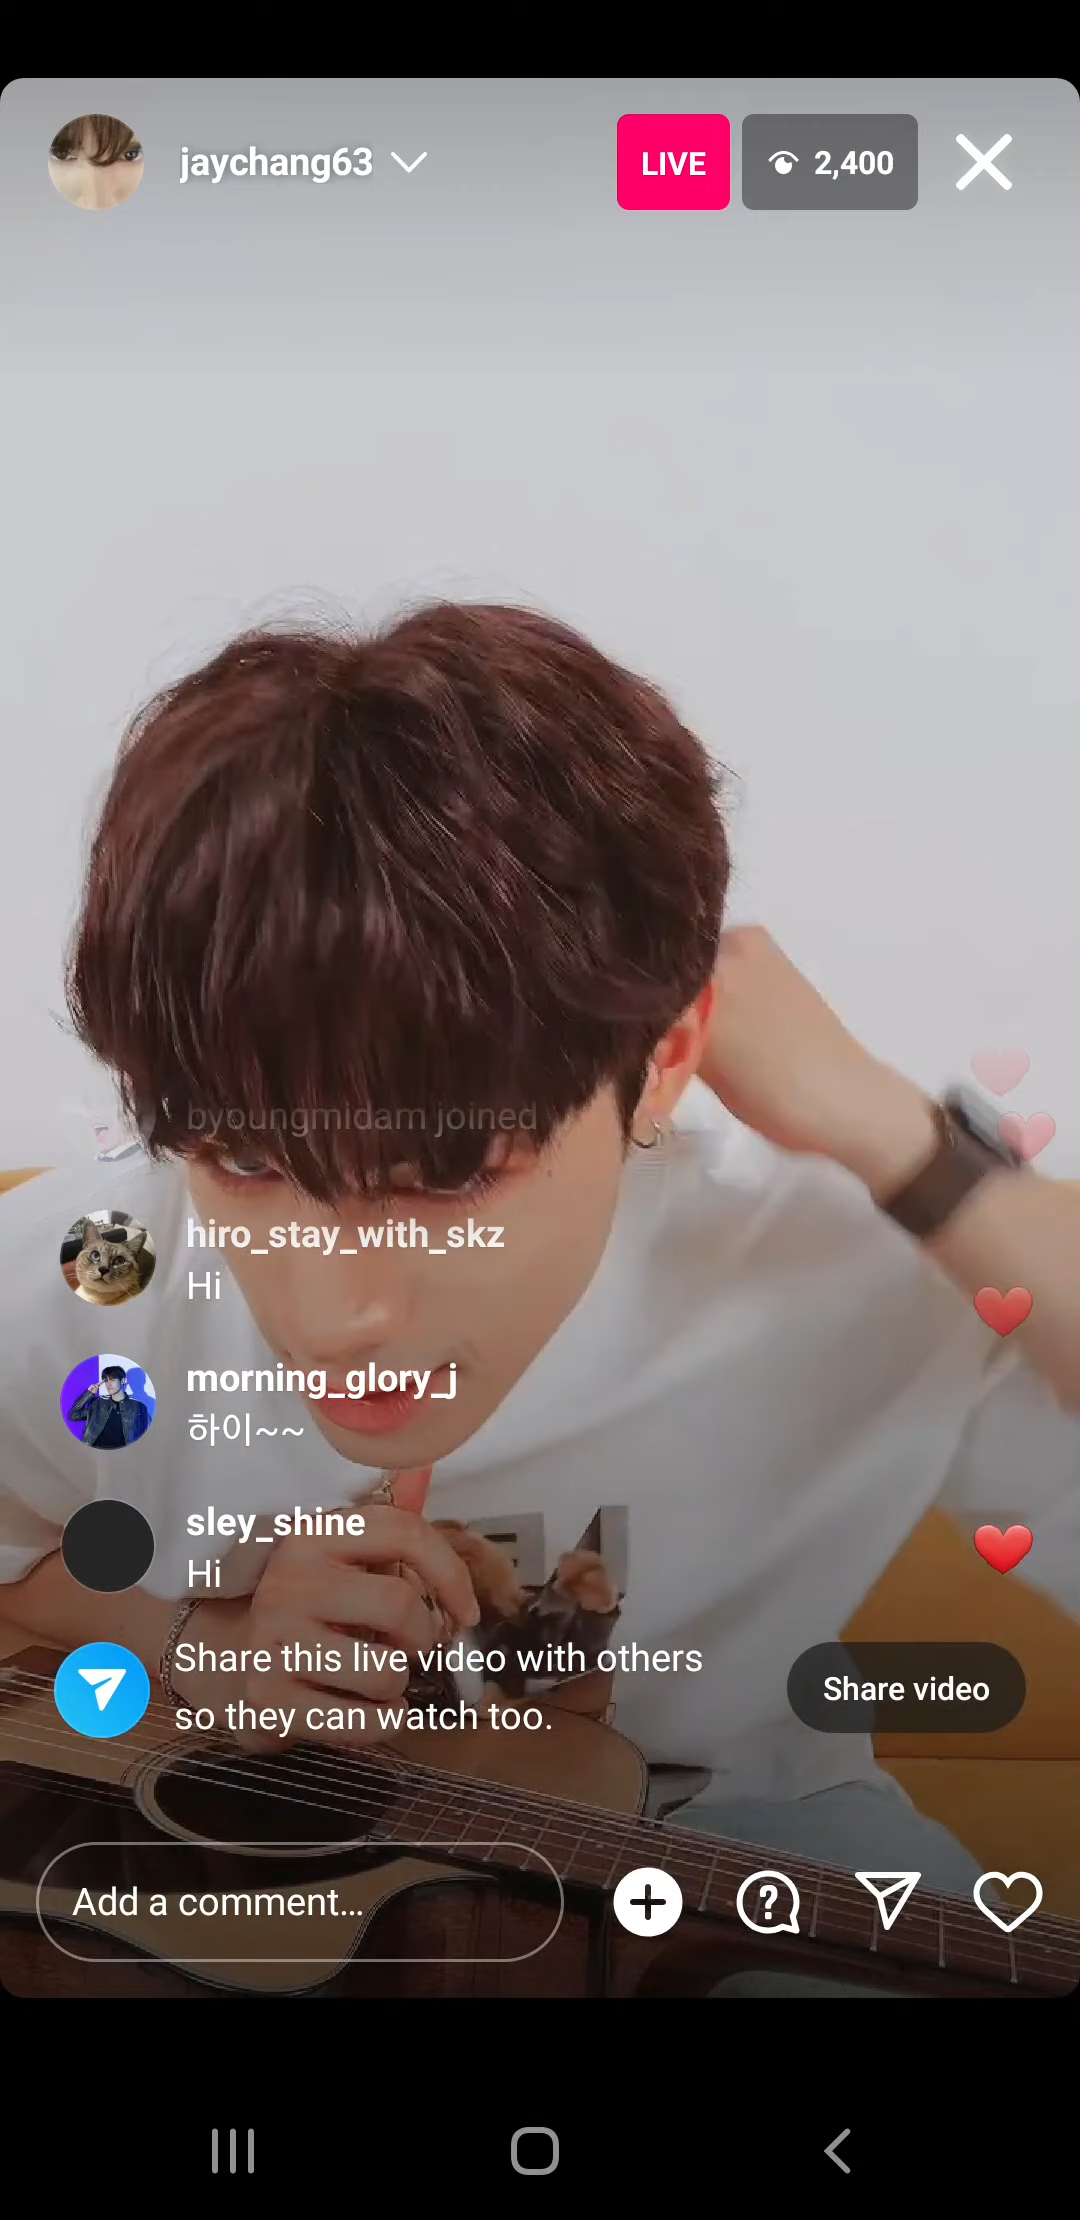 jaychang63
LIVE
2,400
byoungmidam joined
hiro_stay_with_skz
Hi
morning_glory_j
하이~~
sley_shine
Hi
Share this live video with others
so they can watch too.
Share video
Add a comment…